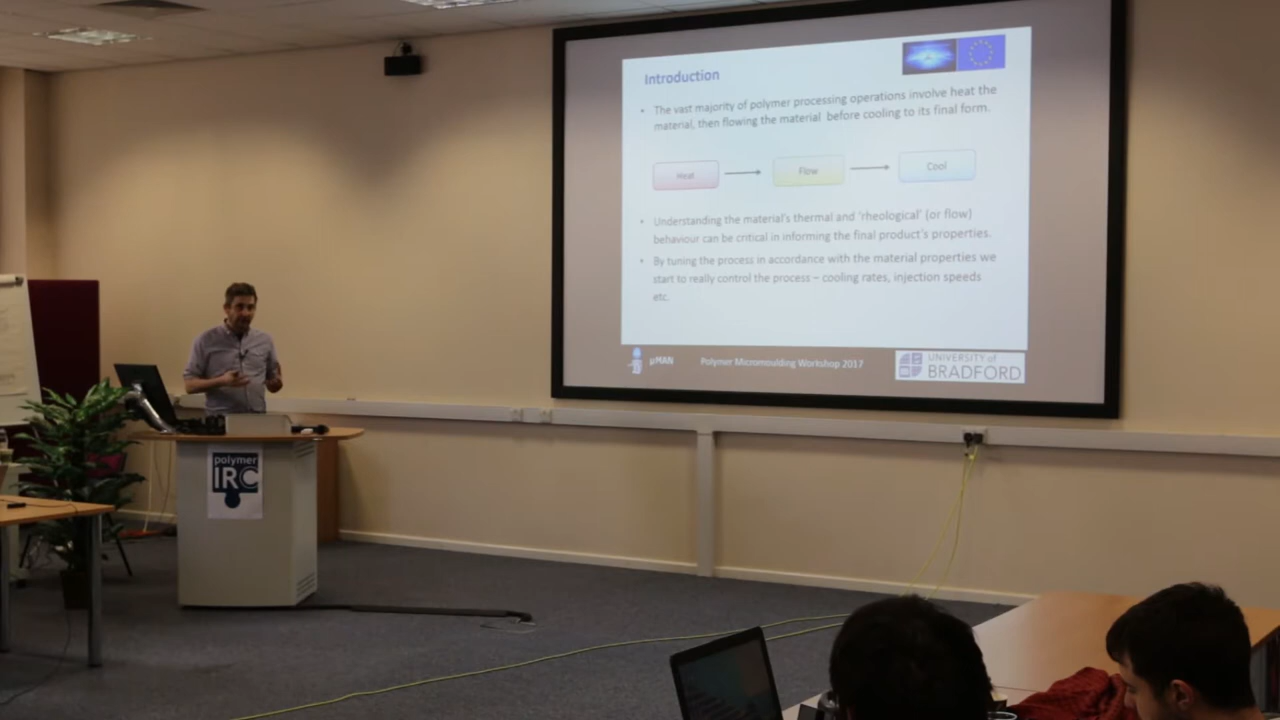 Introduction
• The vast majority of polymer processing operations involve heat the
material, then flowing the material before cooling to its final form.
Heat
Flow
Cool
• Understanding the material's thermal and 'rheological' (or flow)
behaviour can be critical in informing the final product's properties.
• By tuning the process in accordance with the material properties we
start to really control the process – cooling rates, injection speeds
etc.
μMAN
Polymer Micromoulding Workshop 2017
UNIVERSITY of
BRADFORD
polymer
IRC